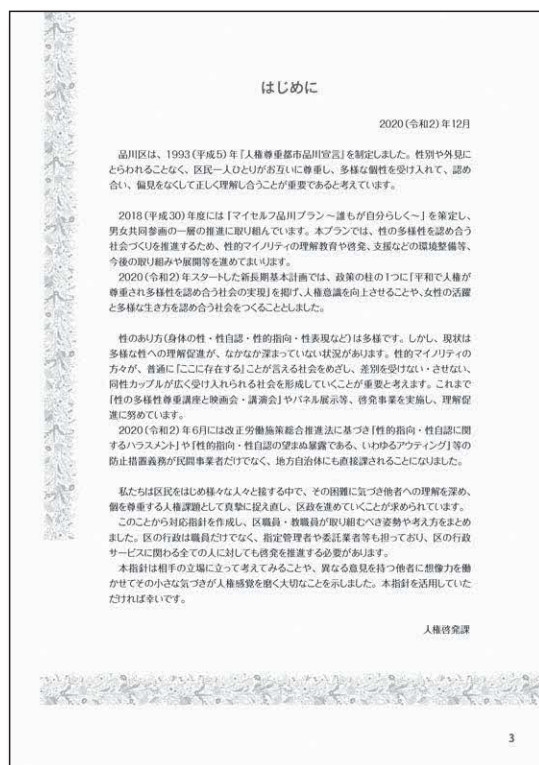 はじめに
2020(令和2)年12月
品川区は、1993(平成5)年『人権尊重都市品川宣言』を制定しました。性別や外見に
とらわれることなく、区民一人ひとりがお互いに尊重し、多様な個性を受け入れて、認め
合い、偏見をなくして正しく理解し合うことが重要であると考えています。
2018(平成30)年度には『マイセルフ品川プラン～誰もが自分らしく～』を策定し、
男女共同参画の一層の推進に取り組んでいます。本プランでは、性の多様性を認め合う
社会づくりを推進するため、性的マイノリティの理解教育や啓発、支援などの環境整備等、
今後の取り組みや展開等を進めてまいります。
2020(令和2)年スタートした新長期基本計画では、政策の柱の1つに『平和で人権が
尊重され多様性を認め合う社会の実現』を掲げ、人権意識を向上させることや、女性の活躍
と多様な生き方を認め合う社会をつくることとしました。
性のあり方(身体の性・性自認・性的指向・性表現など)は多様です。しかし、現状は
多様な性への理解促進が、なかなか深まっていない状況があります。性的マイノリティの
方々が、普通に『ここに存在する』ことが言える社会をめざし、差別を受けない・させない、
同性カップルが広く受け入れられる社会を形成していくことが重要と考えます。これまで
『性の多様性尊重講座と映画会・講演会』やパネル展示等、啓発事業を実施し、理解促
進に努めています。
2020(令和2)年6月には改正労働施策総合推進法に基づき『性的指向・性自認に関
するハラスメント』や『性的指向・性自認の望まぬ暴露である、いわゆるアウティング』等の
防止措置義務が民間事業者だけでなく、地方自治体にも直接課されることになりました。
私たちは区民をはじめ様々な人々と接する中で、その困難に気づき他者への理解を深め、
個を尊重する人権課題として真摯に捉え直し、区政を進めていくことが求められています。
このことから対応指針を作成し、区職員・教職員が取り組むべき姿勢や考え方をまとめ
ました。区の行政は職員だけでなく、指定管理者や委託業者等も担っており、区の行政
サービスに関わる全ての人に対しても啓発を推進する必要があります。
本指針は相手の立場に立って考えてみることや、異なる意見を持つ他者に想像力を働
かせてその小さな気づきが人権感覚を磨く大切なことを示しました。本指針を活用していた
だければ幸いです。
人権啓発課
3